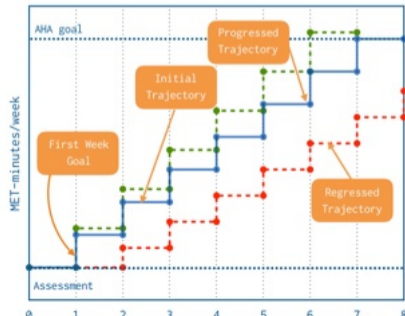 AHA goal
Progressed
Trajectory
Initial
Trajectory
First Week
Goal
MET-minutes/week
Regressed
Trajectory
Assessment
0 1 2 3 4 5 6 7 8